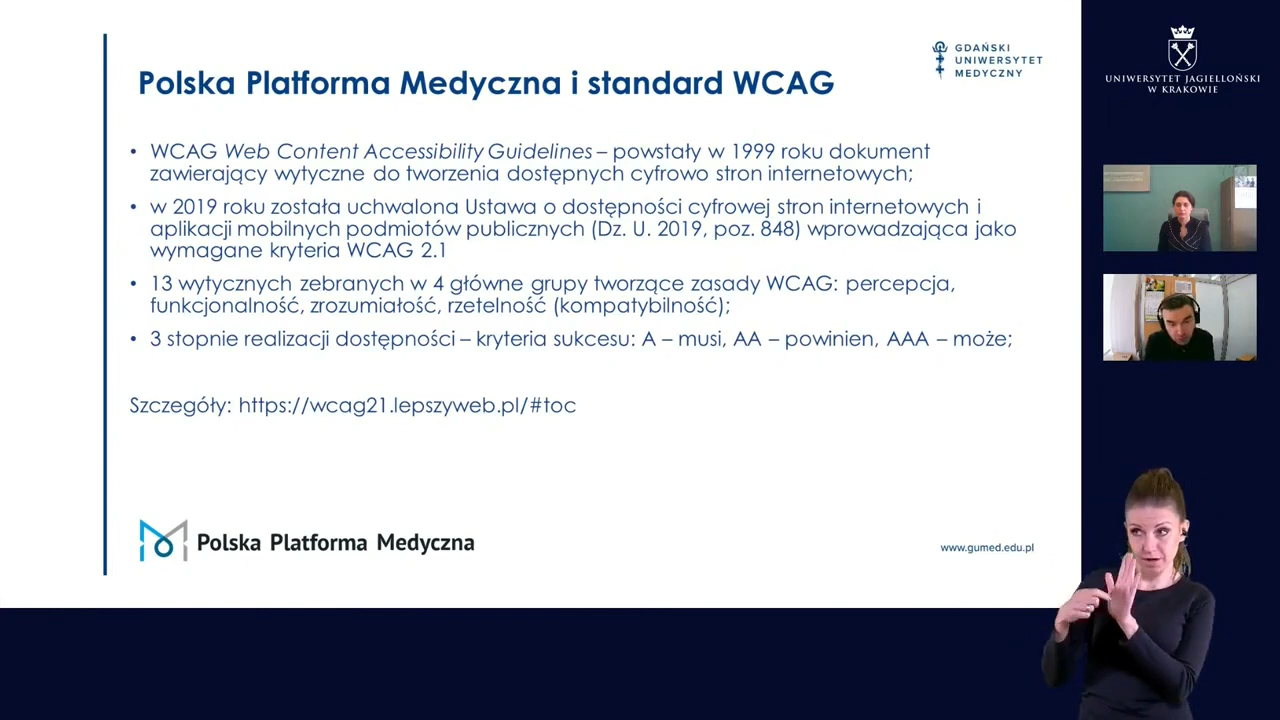 Polska Platforma Medyczna i standard WCAG
GDAŃSKI
UNIWERSYTET
MEDYCZNY
• WCAG Web Content Accessibility Guidelines – powstały w 1999 roku dokument
zawierający wytyczne do tworzenia dostępnych cyfrowo stron internetowych;
• w 2019 roku została uchwalona Ustawa o dostępności cyfrowej stron internetowych i
aplikacji mobilnych podmiotów publicznych (Dz. U. 2019, poz. 848) wprowadzająca jako
wymagane kryteria WCAG 2.1
• 13 wytycznych zebranych w 4 główne grupy tworzące zasady WCAG: percepcja,
funkcjonalność, zrozumiałość, rzetelność (kompatybilność);
• 3 stopnie realizacji dostępności – kryteria sukcesu: A – musi, AA – powinien, AAA – może;
Szczegóły: https://wcag21.lepszyweb.pl/#toc
Polska Platforma Medyczna
www.gumed.edu.pl
UNIWERSYTET JAGIELLOŃSKI
W KRAKOWIE